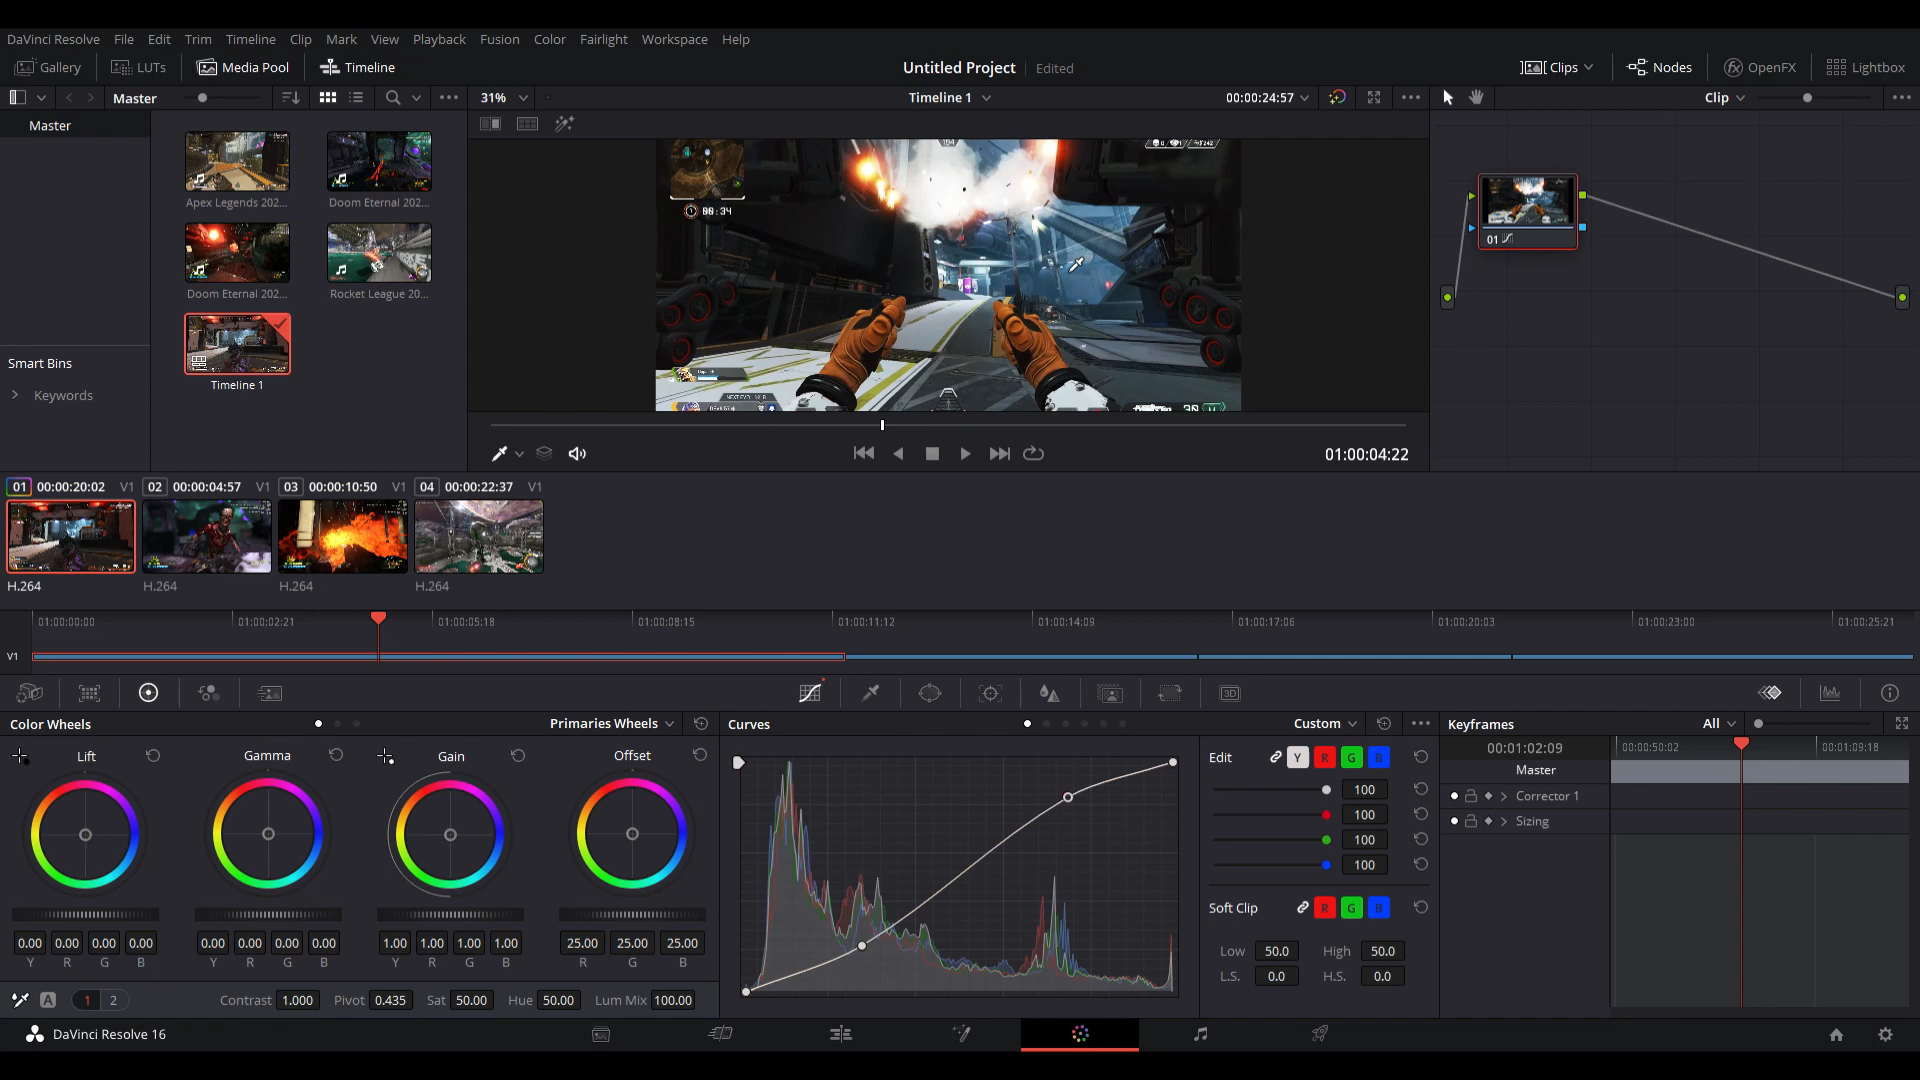 DaVinci Resolve File Edit Trim Timeline Clip Mark View Playback Fusion Color Fairlight Workspace Help
Gallery LUTs Media Pool Timeline Untitled Project Edited Clips Nodes fx OpenFX Lightbox
Master 31% Timeline 1 00:00:24:57 Clip
Master
Apex Legends 202... Doom Eternal 202...
Doom Eternal 202... Rocket League 20...
Timeline 1
Smart Bins
Keywords
00:34
01
01:00:04:22
01 00:00:20:02 V1 02 00:00:04:57 V1 03 00:00:10:50 V1 04 00:00:22:37 V1
H.264 H.264 H.264 H.264
01:00:00:00 01:00:02:21 01:00:05:18 01:00:08:15 01:00:11:12 01:00:14:09 01:00:17:06 01:00:20:03 01:00:23:00 01:00:25:21
V1
3D
Color Wheels Primaries Wheels Curves Custom Keyframes All
Lift Gamma Gain Offset
0.00 0.00 0.00 0.00 0.00 0.00 0.00 0.00 1.00 1.00 1.00 1.00 25.00 25.00 25.00
Y R G B Y R G B Y R G B R G B
A 1 2 Contrast 1.000 Pivot 0.435 Sat 50.00 Hue 50.00 Lum Mix 100.00
Edit Y R G B
100
100
100
100
Soft Clip R G B
Low 50.0 High 50.0
L.S. 0.0 H.S. 0.0
00:01:02:09 00:00:50:02 00:01:09:18
Master
Corrector 1
Sizing
DaVinci Resolve 16